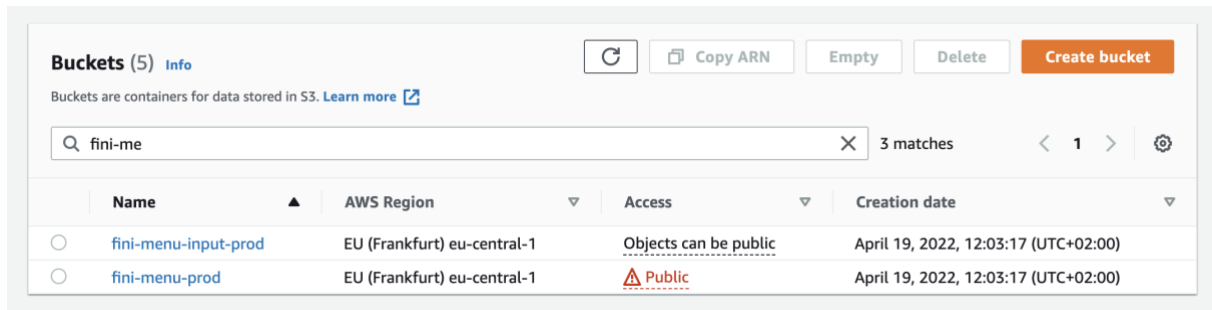 Buckets (5) Info
Copy ARN Empty Delete Create bucket
Buckets are containers for data stored in S3. Learn more
fini-me 3 matches 1
Name AWS Region Access Creation date
fini-menu-input-prod EU (Frankfurt) eu-central-1 Objects can be public April 19, 2022, 12:03:17 (UTC+02:00)
fini-menu-prod EU (Frankfurt) eu-central-1 Public April 19, 2022, 12:03:17 (UTC+02:00)